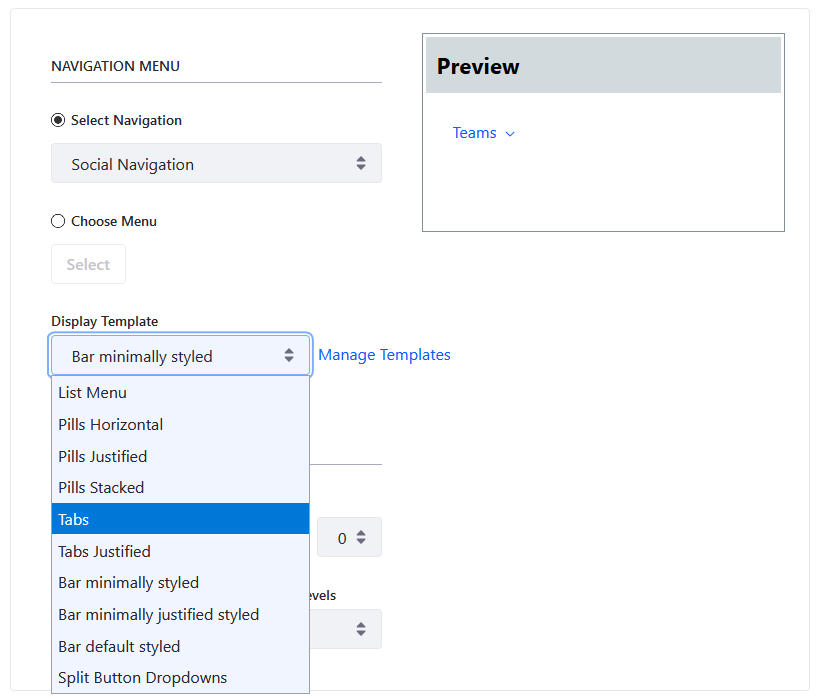 NAVIGATION MENU
Select Navigation
Social Navigation
Choose Menu
Select
Display Template
Bar minimally styled
Manage Templates
List Menu
Pills Horizontal
Pills Justified
Pills Stacked
Tabs
Tabs Justified
Bar minimally styled
Bar minimally justified styled
Bar default styled
Split Button Dropdowns
0
evels
Preview
Teams